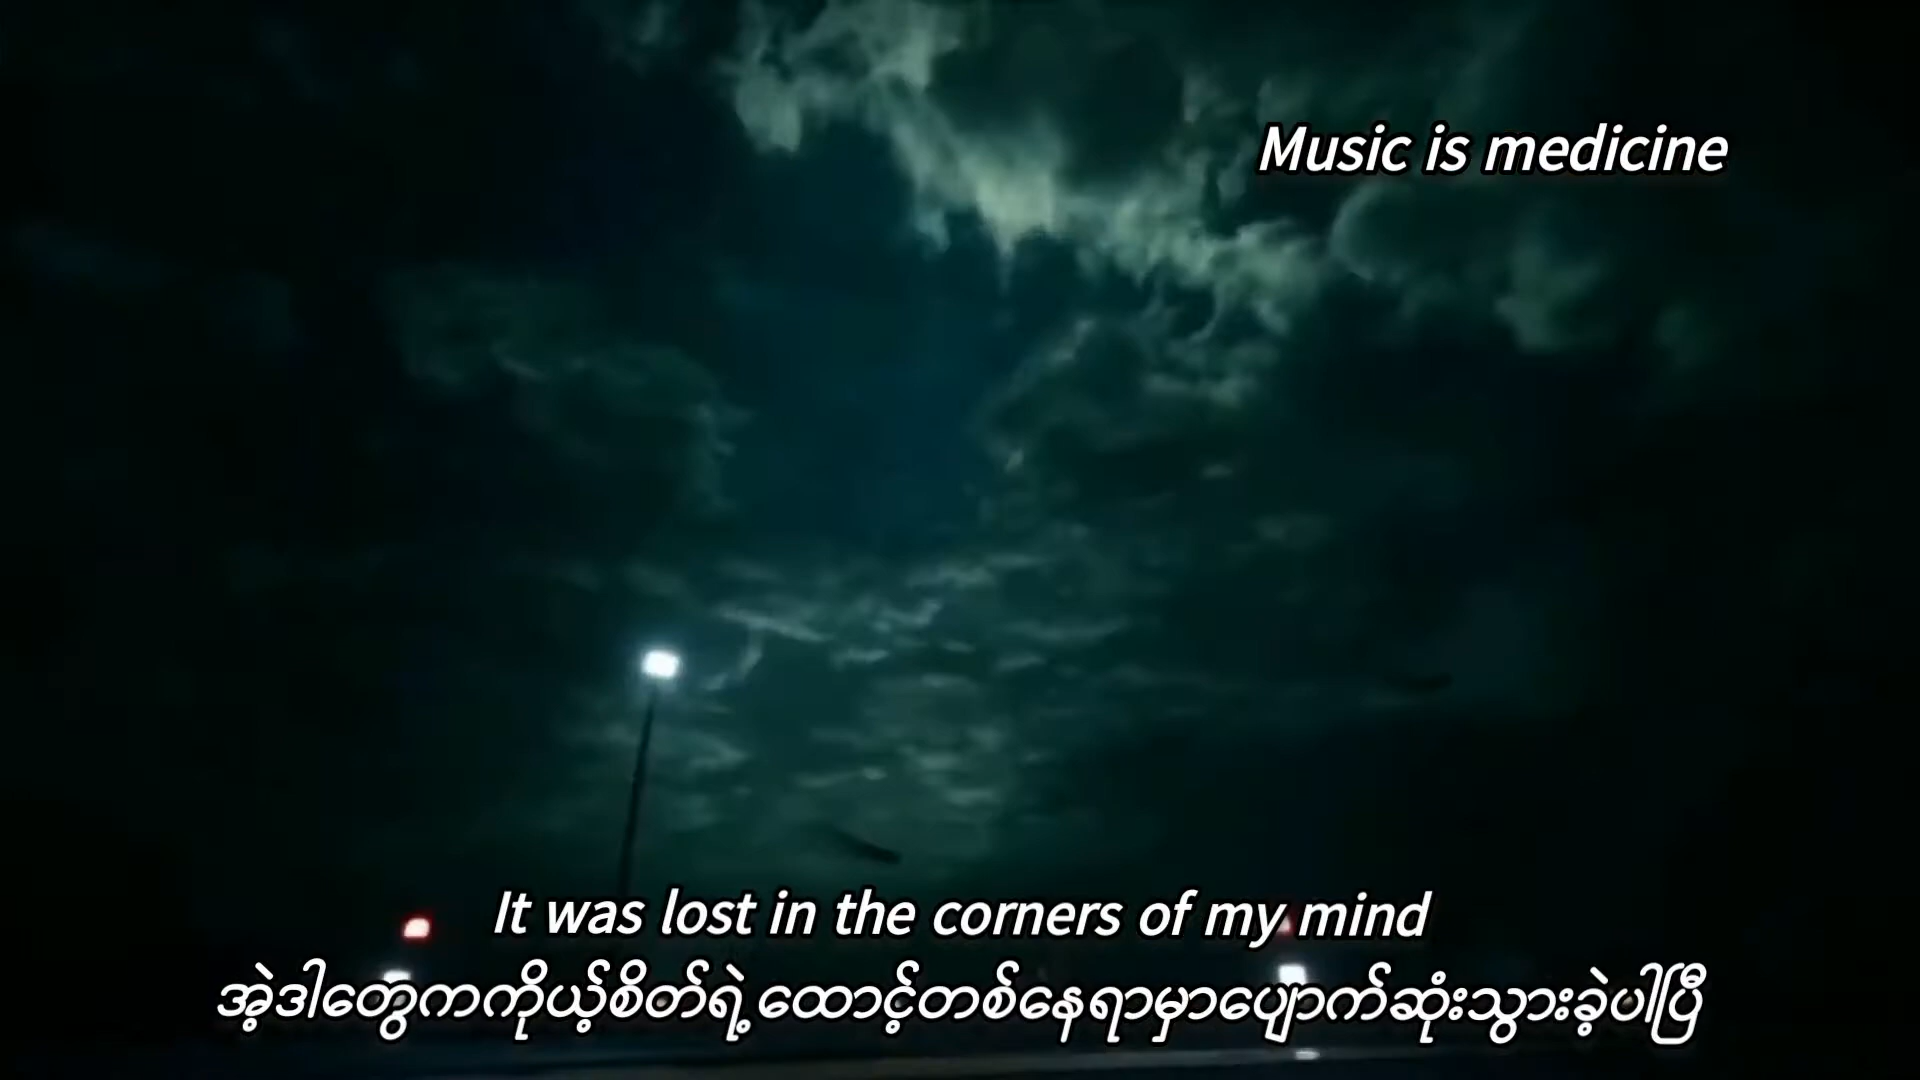 Music is medicine
It was lost in the corners of my mind
အဲ့ဒါတွေကကိုယ့်စိတ်ရဲ့ထောင့်တစ်နေရာမှာပျောက်ဆုံးသွားခဲ့ပါပြီ